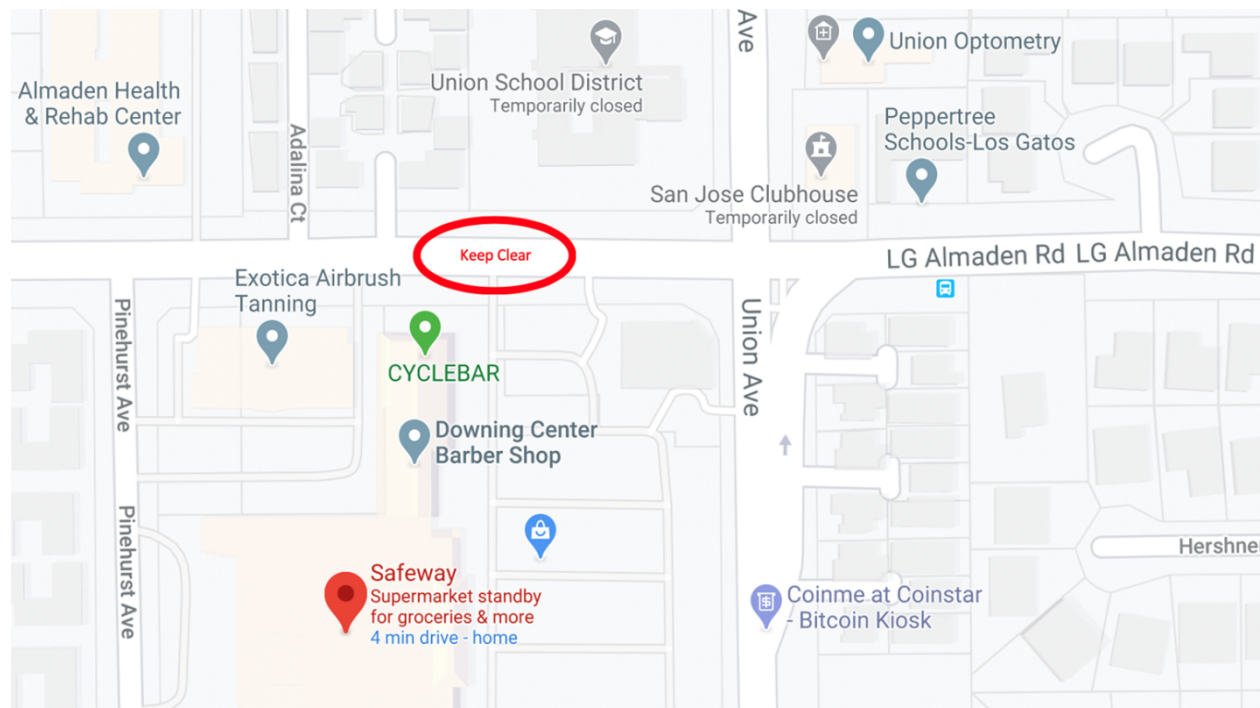 Ave
Union Optometry
Union School District
Temporarily closed
Almaden Health
& Rehab Center
Adalina Ct
Peppertree
Schools-Los Gatos
San Jose Clubhouse
Temporarily closed
Keep Clear
LG Almaden Rd
LG Almaden Rd
Exotica Airbrush
Tanning
Pinehurst Ave
Union Ave
CYCLEBAR
Downing Center
Barber Shop
Pinehurst Ave
Hershne
Safeway
Supermarket standby
for groceries & more
4 min drive - home
Coinme at Coinstar
- Bitcoin Kiosk